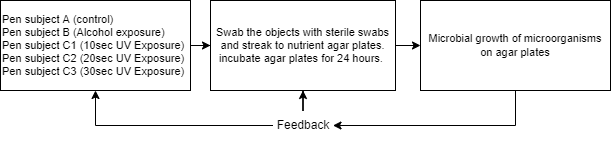 Pen subject A (control)
Pen subject B (Alcohol exposure)
Pen subject C1 (10sec UV Exposure)
Pen subject C2 (20sec UV Exposure)
Pen subject C3 (30sec UV Exposure)
Swab the objects with sterile swabs
and streak to nutrient agar plates.
incubate agar plates for 24 hours.
Microbial growth of microorganisms
on agar plates
Feedback